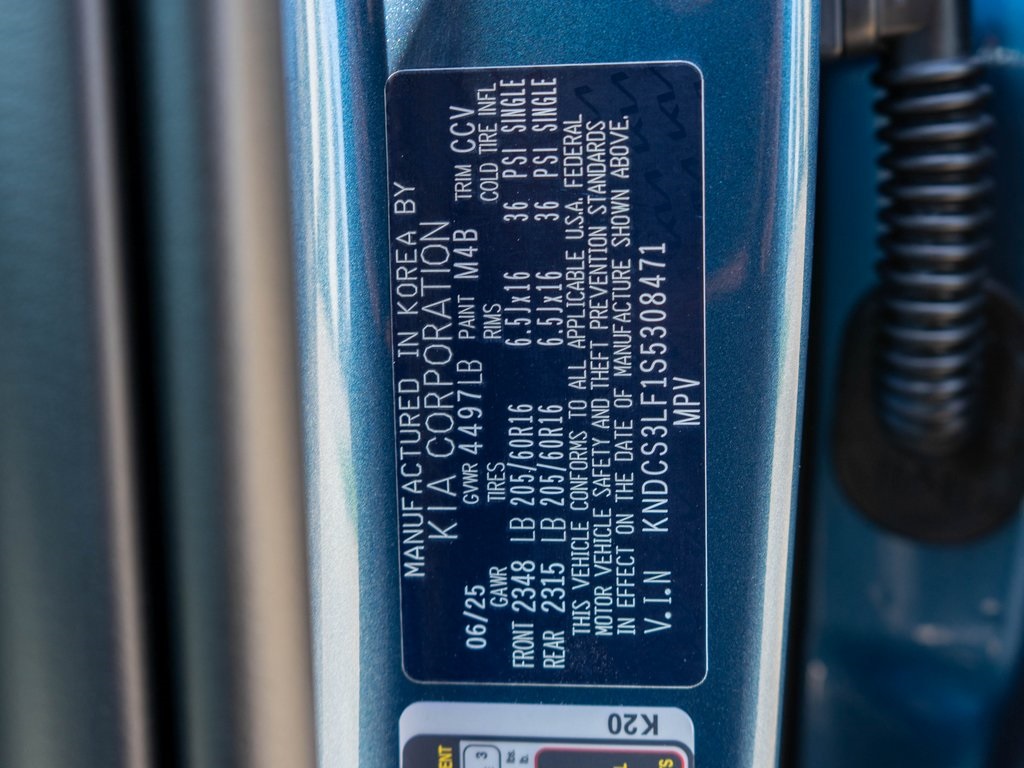 MANUFACTURED IN KOREA BY
KIA CORPORATION
06/25 GVWR 4497LB PAINT M4B TRIM CCV
GAWR TIRES RIMS COLD TIRE INFL
FRONT 2348 LB 205/60R16 6.5Jx16 36 PSI SINGLE
REAR 2315 LB 205/60R16 6.5Jx16 36 PSI SINGLE
THIS VEHICLE CONFORMS TO ALL APPLICABLE U.S.A. FEDERAL
MOTOR VEHICLE SAFETY AND THEFT PREVENTION STANDARDS
IN EFFECT ON THE DATE OF MANUFACTURE SHOWN ABOVE.
V.I.N KNDCS3LF1S5308471
MPV
K20
3
lbs.
lb.